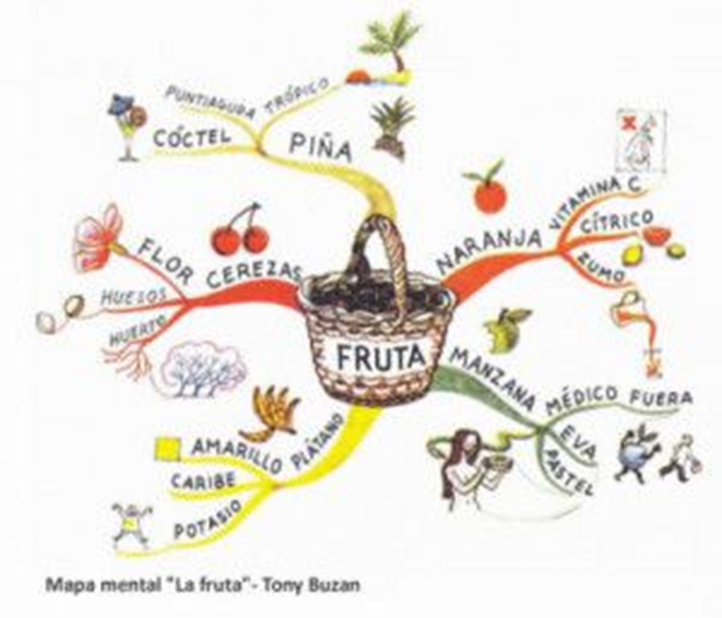 PUNTIAGUDA
TRÓPICO
CÓCTEL
PIÑA
VITAMINA C
CÍTRICO
ZUMO
NARANJA
FLOR
CEREZAS
HUESOS
HUERTO
FRUTA
MANZANA
MÉDICO FUERA
EVA
PASTEL
AMARILLO
PLÁTANO
CARIBE
POTASIO
Mapa mental "La fruta"- Tony Buzan